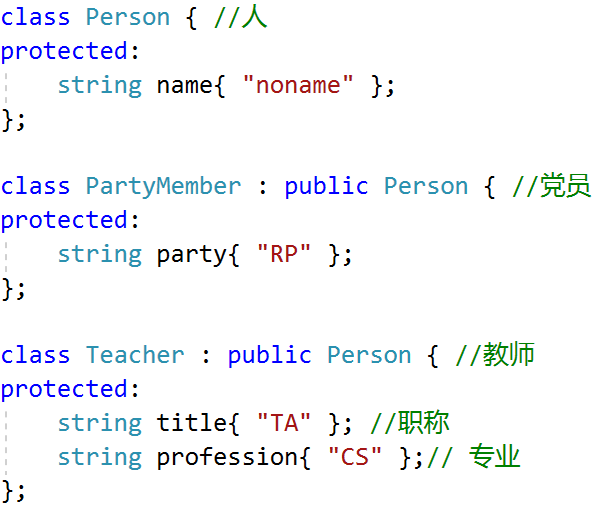 class Person { //人
protected:
    string name{ "noname" };
};

class PartyMember : public Person { //党员
protected:
    string party{ "RP" };
};

class Teacher : public Person { //教师
protected:
    string title{ "TA" }; //职称
    string profession{ "CS" };// 专业
};